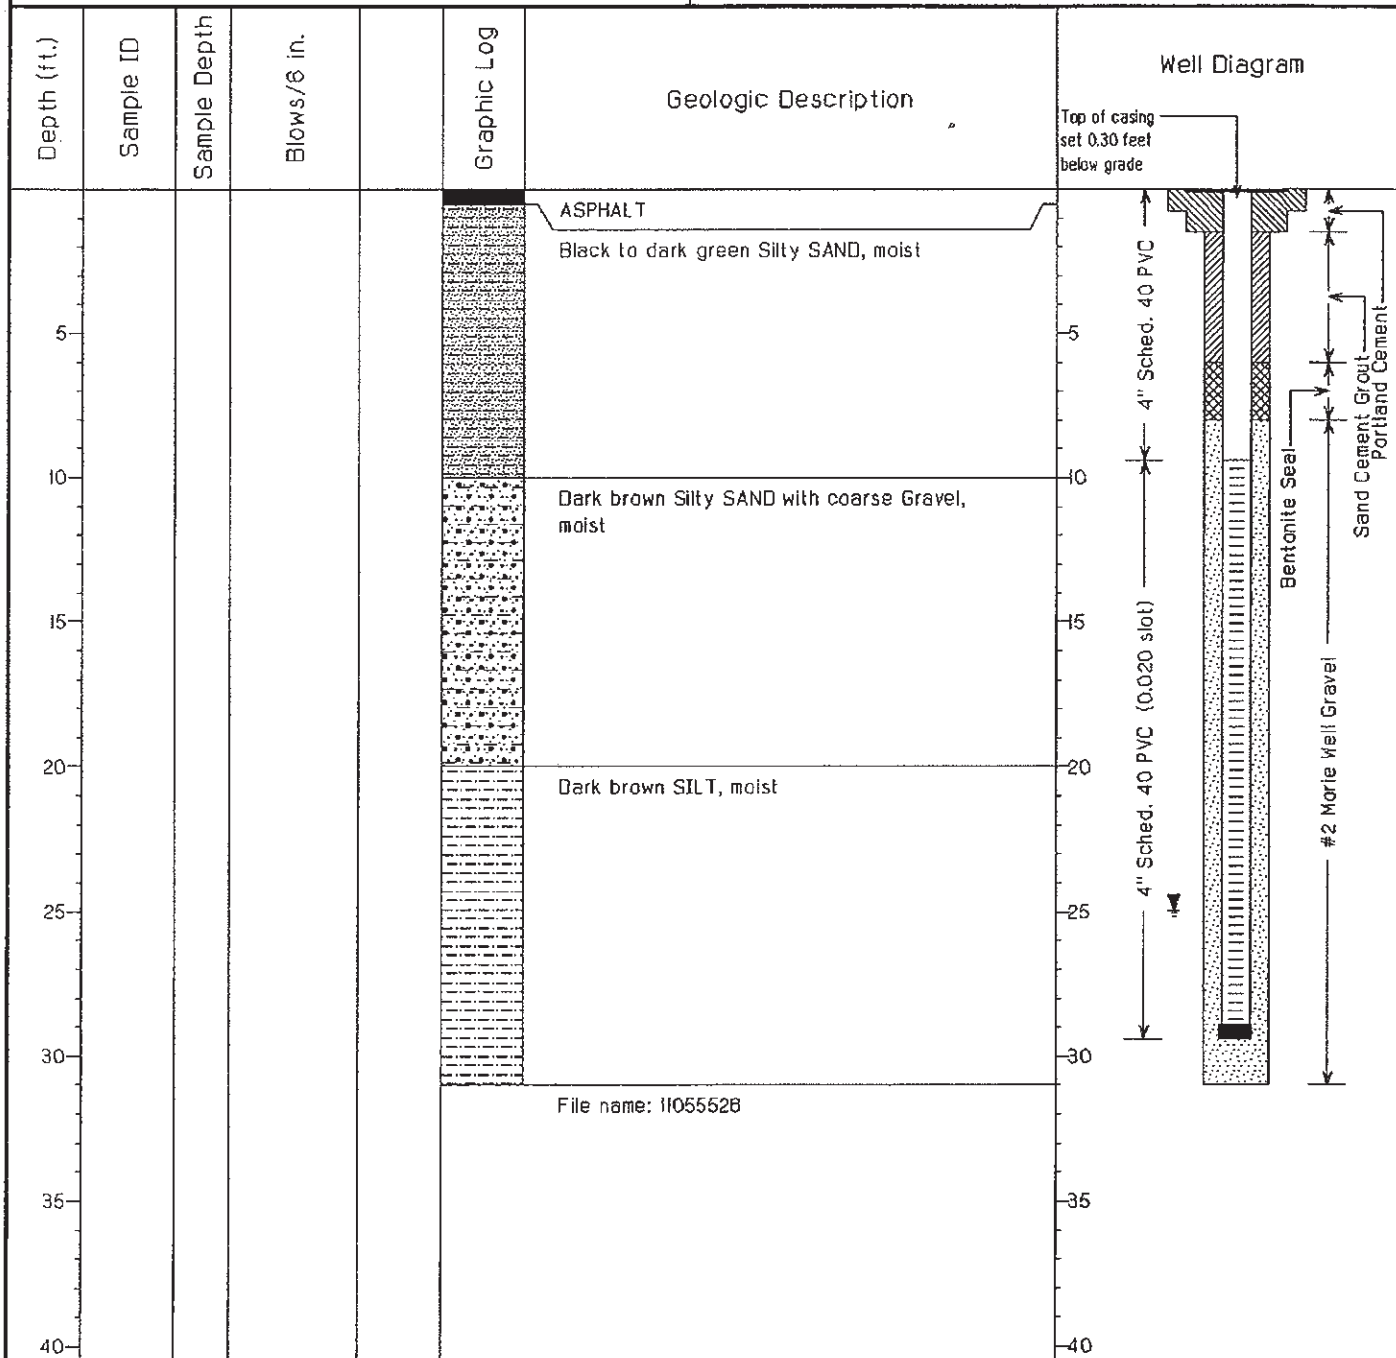 Depth (ft.)
Sample ID
Sample Depth
Blows/6 in.
Graphic Log
Geologic Description
Well Diagram
Top of casing
set 0.30 feet
below grade
ASPHALT
Black to dark green Silty SAND, moist
Dark brown Silty SAND with coarse Gravel,
moist
Dark brown SILT, moist
File name: 11055526
5
10
15
20
25
30
35
40
5
10
15
20
25
30
35
40
4" Sched. 40 PVC
4" Sched. 40 PVC (0.020 slot)
Bentonite Seal
Sand Cement Grout
Portland Cement
#2 Morie Well Gravel